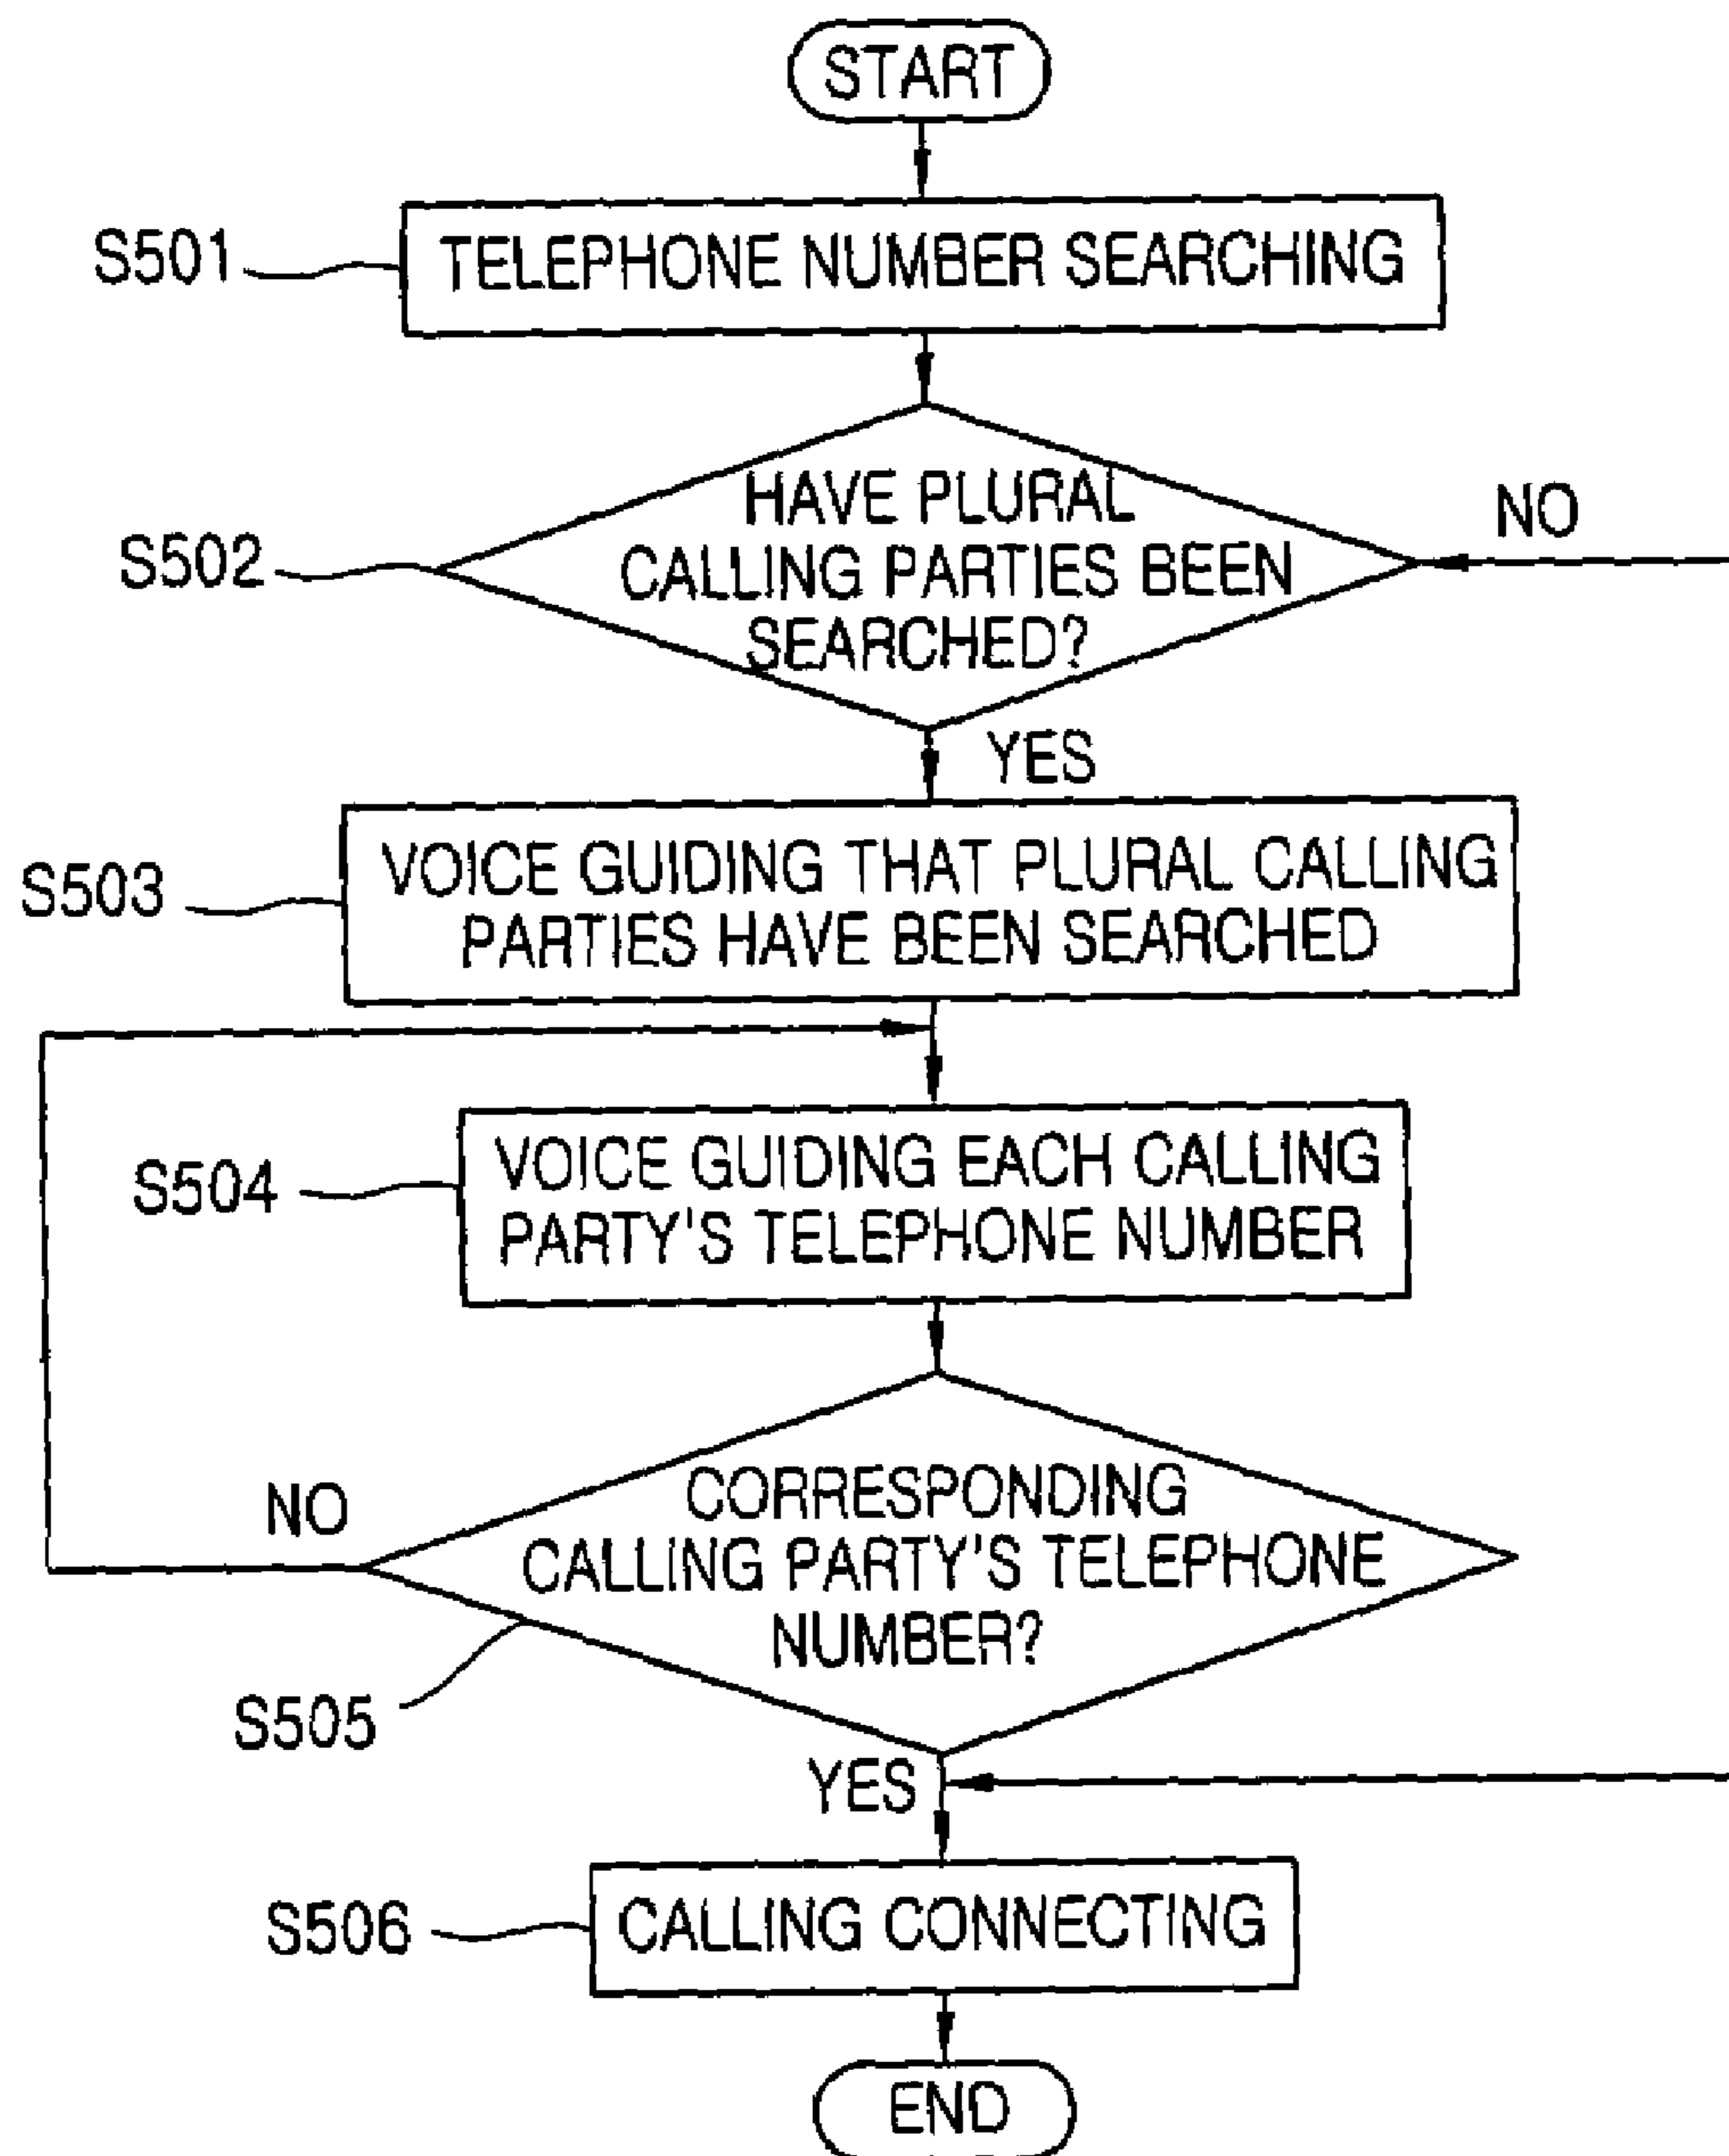 START
S501
TELEPHONE NUMBER SEARCHING
HAVE PLURAL
CALLING PARTIES BEEN
SEARCHED?
S502
NO
YES
S503
VOICE GUIDING THAT PLURAL CALLING
PARTIES HAVE BEEN SEARCHED
S504
VOICE GUIDING EACH CALLING
PARTY'S TELEPHONE NUMBER
NO
CORRESPONDING
CALLING PARTY'S TELEPHONE
NUMBER?
S505
YES
S506
CALLING CONNECTING
END